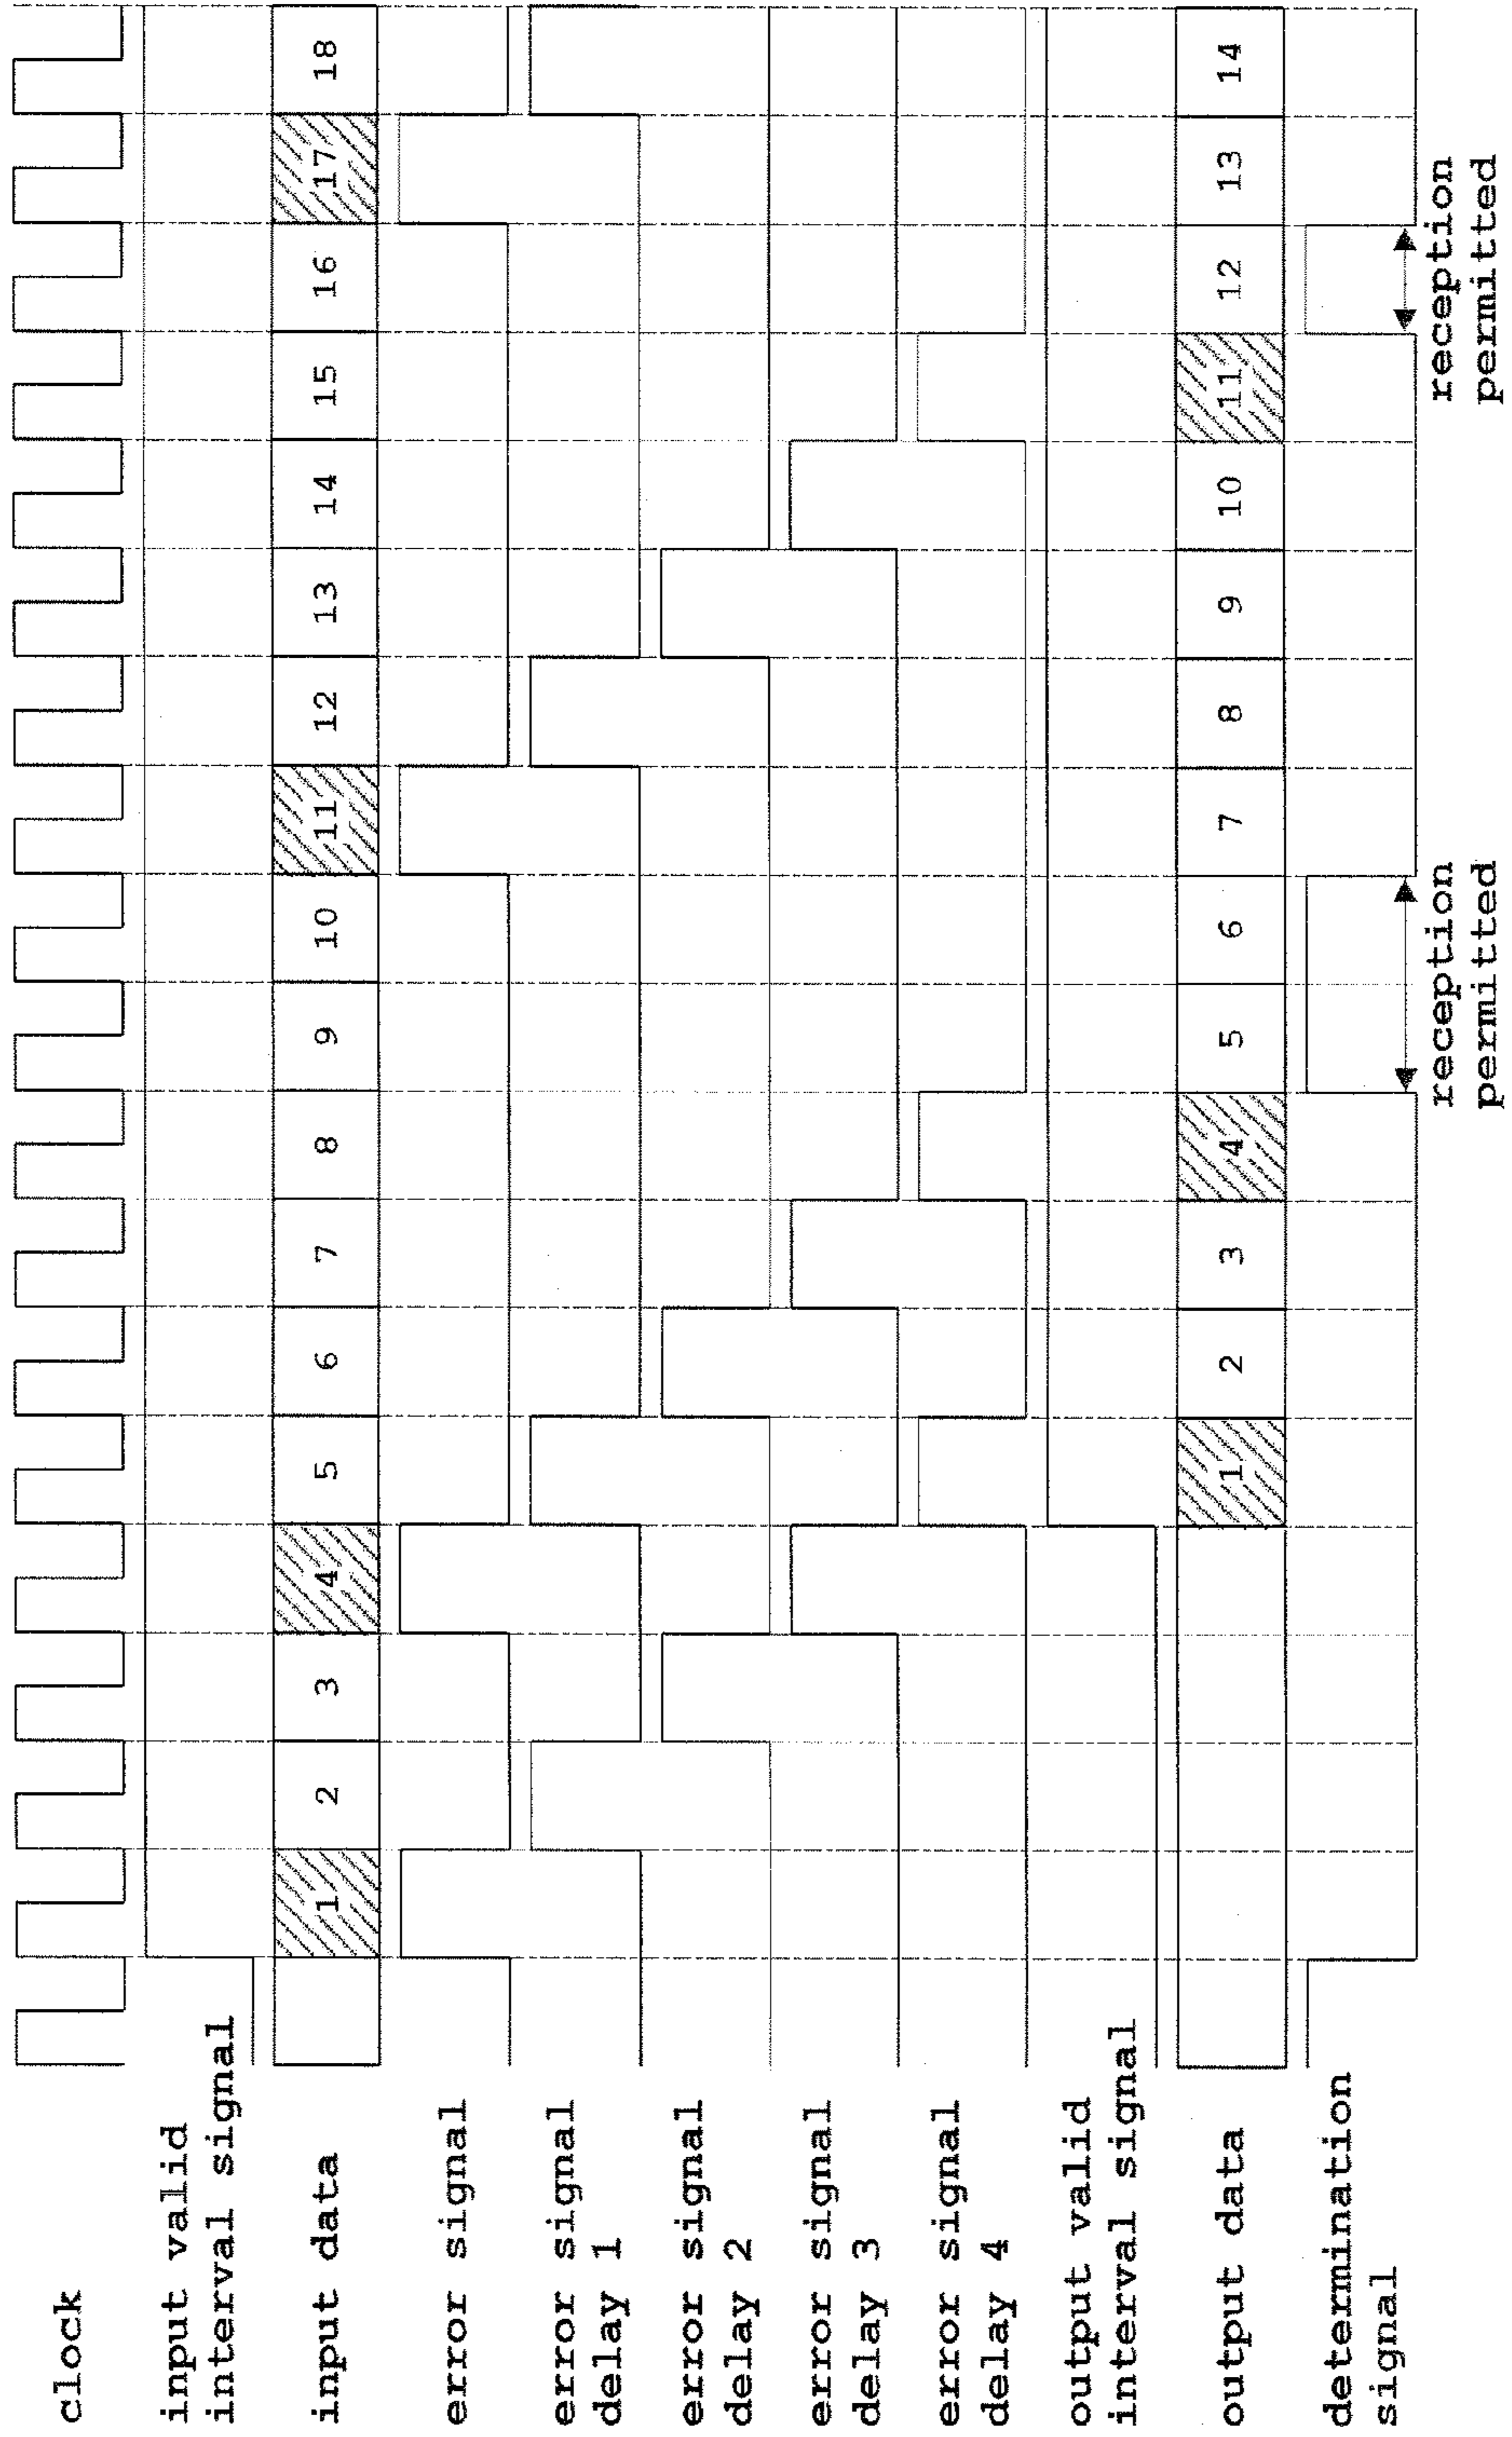 clock
input valid
interval signal
input data
1 2 3 4 5 6 7 8 9 10 11 12 13 14 15 16 17 18
error signal
error signal
delay 1
error signal
delay 2
error signal
delay 3
error signal
delay 4
output valid
interval signal
output data
1 2 3 4 5 6 7 8 9 10 11 12 13 14
determination
signal
reception
permitted
reception
permitted